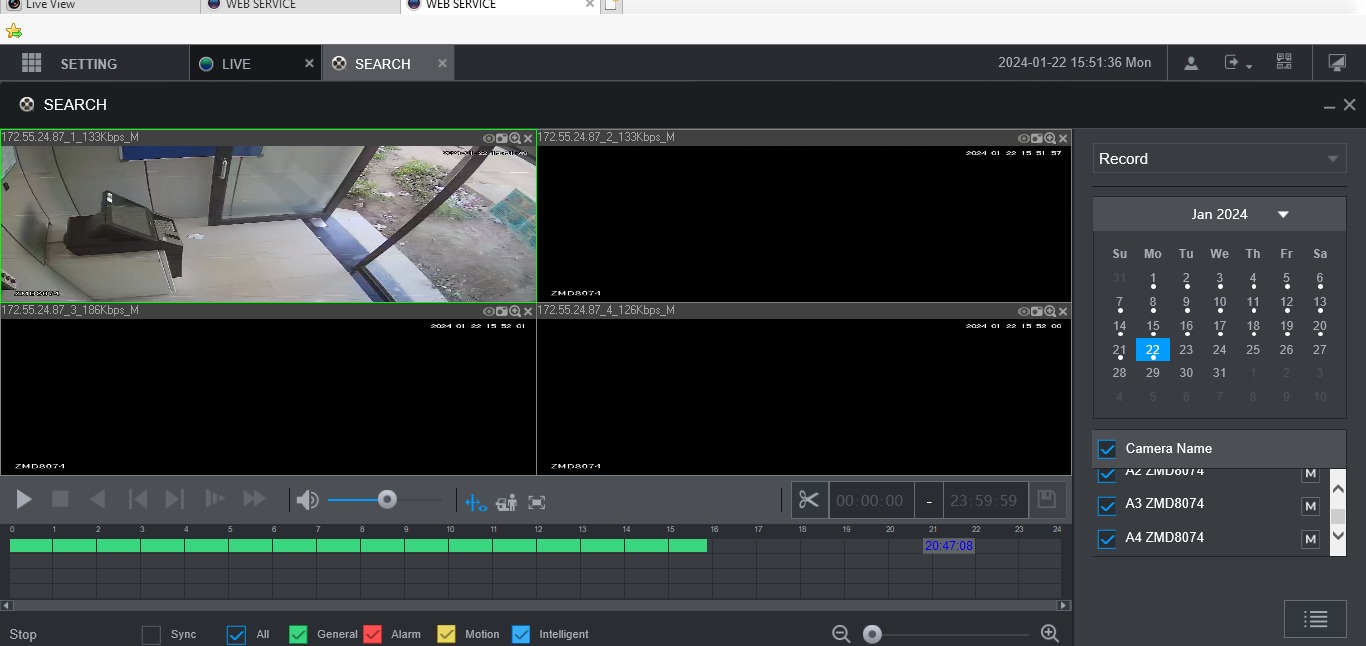 Live View
WEB SERVICE
WEB SERVICE
SETTING
LIVE
SEARCH
2024-01-22 15:51:36 Mon
SEARCH
172.55.24.87_1_133Kbps_M
172.55.24.87_2_133Kbps_M
2024 01 22 15 51 57
ZMD8074
ZMD8074
172.55.24.87_3_186Kbps_M
172.55.24.87_4_126Kbps_M
2024 01 22 15 52 01
2024 01 22 15 52 00
ZMD8074
ZMD8074
Record
Jan 2024
Su Mo Tu We Th Fr Sa
31 1 2 3 4 5 6
7 8 9 10 11 12 13
14 15 16 17 18 19 20
21 22 23 24 25 26 27
28 29 30 31 1 2 3
4 5 6 7 8 9 10
Camera Name
A2 ZMD8074 M
A3 ZMD8074 M
A4 ZMD8074 M
00:00:00 - 23:59:59
0 1 2 3 4 5 6 7 8 9 10 11 12 13 14 15 16 17 18 19 20 21 22 23 24
20:47:08
Stop
Sync
All
General
Alarm
Motion
Intelligent